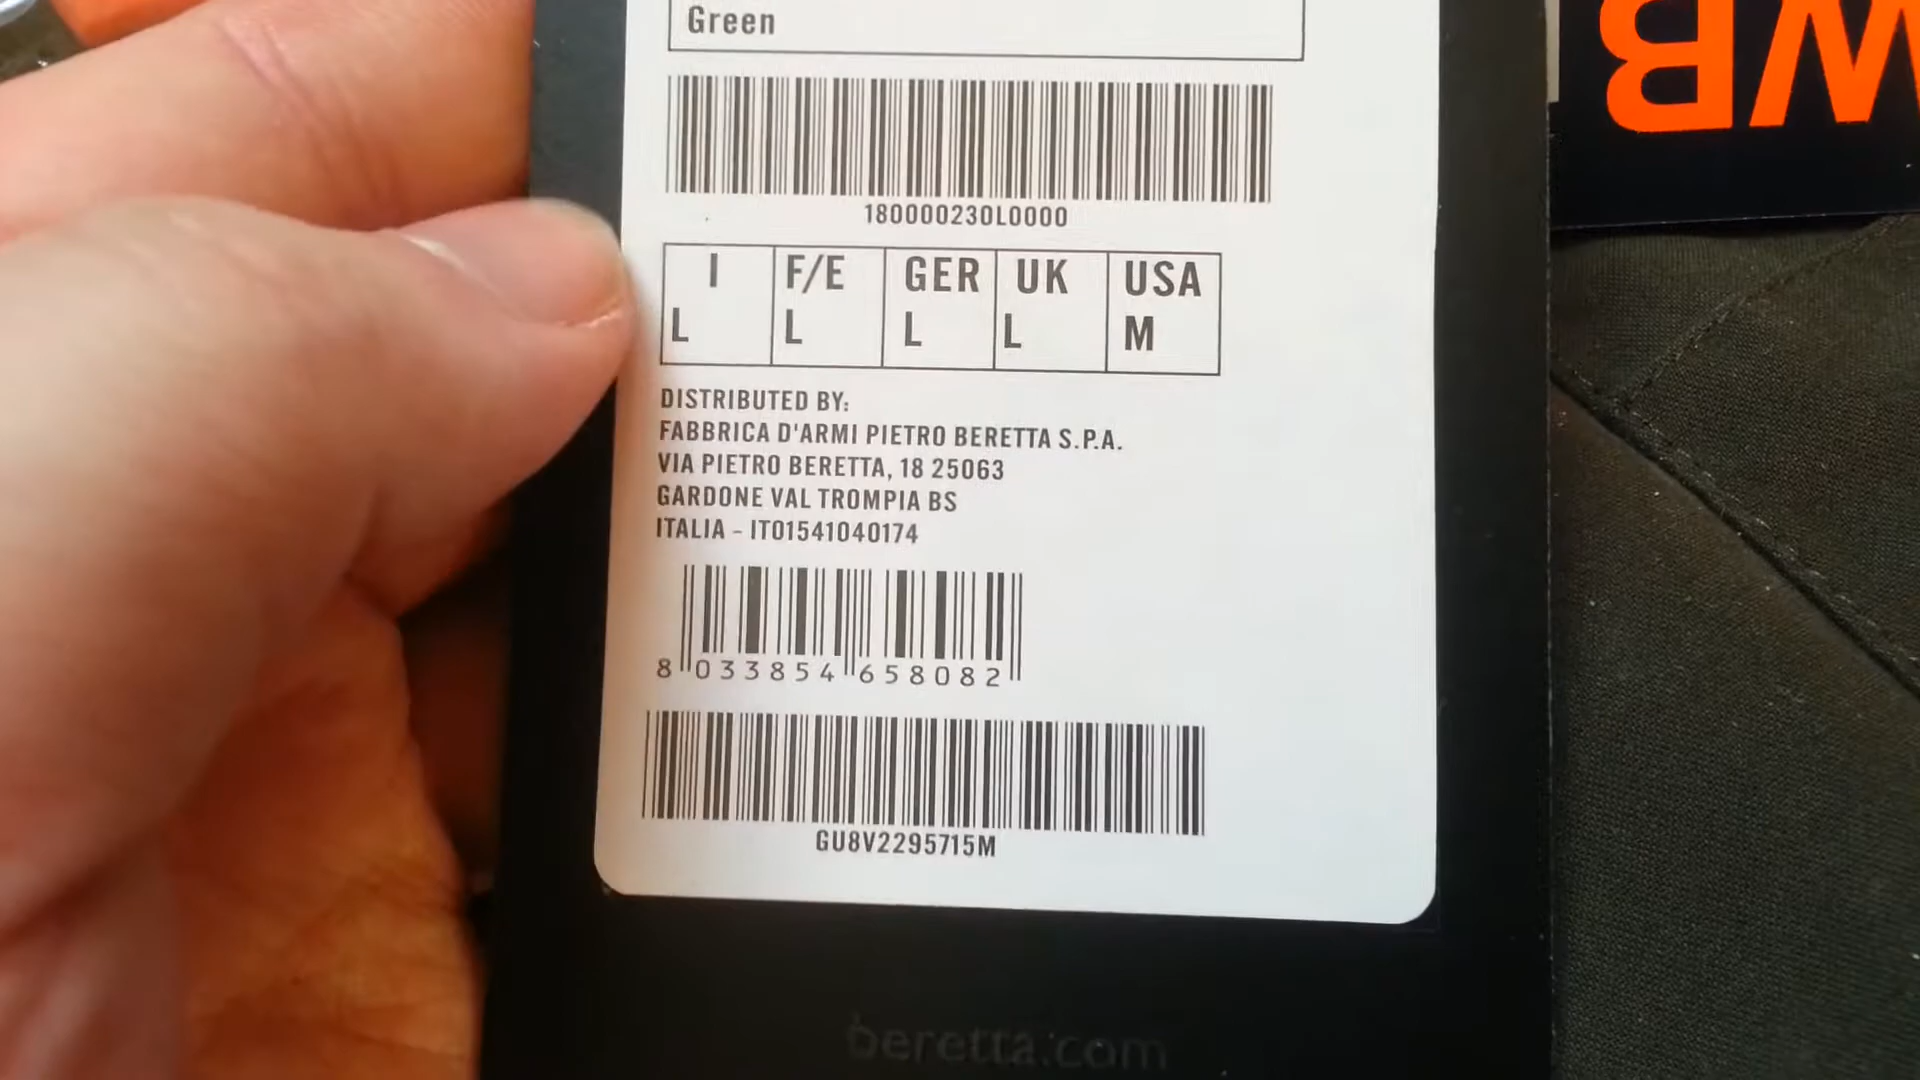 Green
180000230L0000
I F/E GER UK USA
L L L L M
DISTRIBUTED BY:
FABBRICA D'ARMI PIETRO BERETTA S.P.A.
VIA PIETRO BERETTA, 18 25063
GARDONE VAL TROMPIA BS
ITALIA - IT01541040174
8 033854 658082
GU8V2295715M
beretta.com
WB